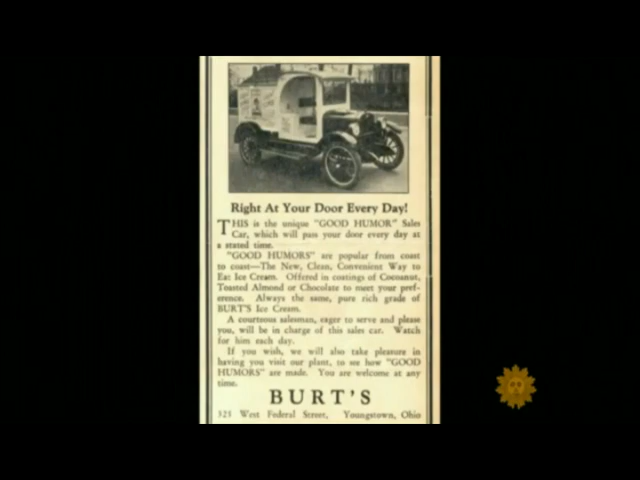 Right At Your Door Every Day!
THIS is the unique "GOOD HUMOR" Sales
Car, which will pass your door every day at
a stated time.
"GOOD HUMORS" are popular from coast
to coast—The New, Clean, Convenient Way to
Eat Ice Cream. Offered in coatings of Cocoanut,
Toasted Almond or Chocolate to meet your pref-
erence. Always the same, pure rich grade of
BURT'S Ice Cream.
A courteous salesman, eager to serve and please
you, will be in charge of this sales car. Watch
for him each day.
If you wish, we will also take pleasure in
having you visit our plant, to see how "GOOD
HUMORS" are made. You are welcome at any
time.
BURT'S
325 West Federal Street, Youngstown, Ohio